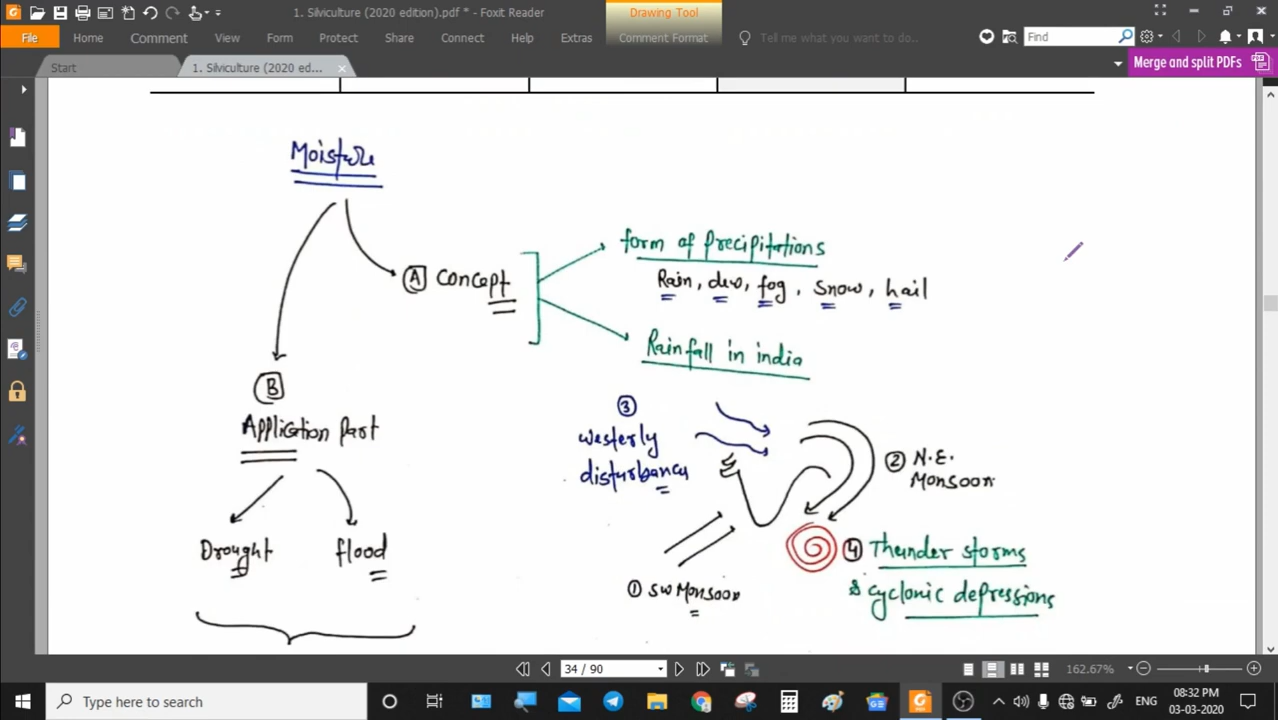 1. Silviculture (2020 edition).pdf * - Foxit Reader
Drawing Tool
File Home Comment View Form Protect Share Connect Help Extras Comment Format Tell me what you want to do... Find
Start 1. Silviculture (2020 ed... Merge and split PDFs
Moisture
A Concept
form of precipitations
Rain, dew, fog, snow, hail
Rainfall in india
B
Application Part
Drought flood
3
westerly
disturbancy
2 N.E.
Monsoon
1 SW Monsoon
4 Thunder storms
& cyclonic depressions
34 / 90 162.67%
Type here to search
ENG
08:32 PM
03-03-2020